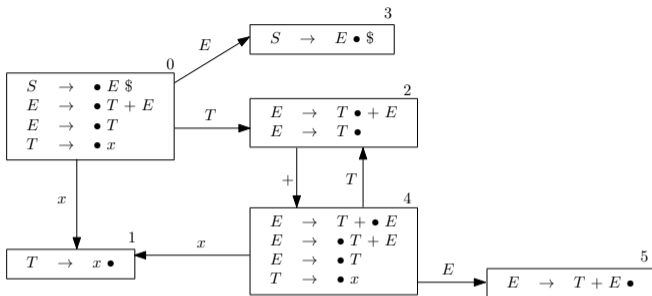 3
S → E • $
E
0
S → • E $
E → • T + E
E → • T
T → • x
T
2
E → T • + E
E → T •
x
+
T
4
E → T + • E
E → • T + E
E → • T
T → • x
x
1
T → x •
E
5
E → T + E •